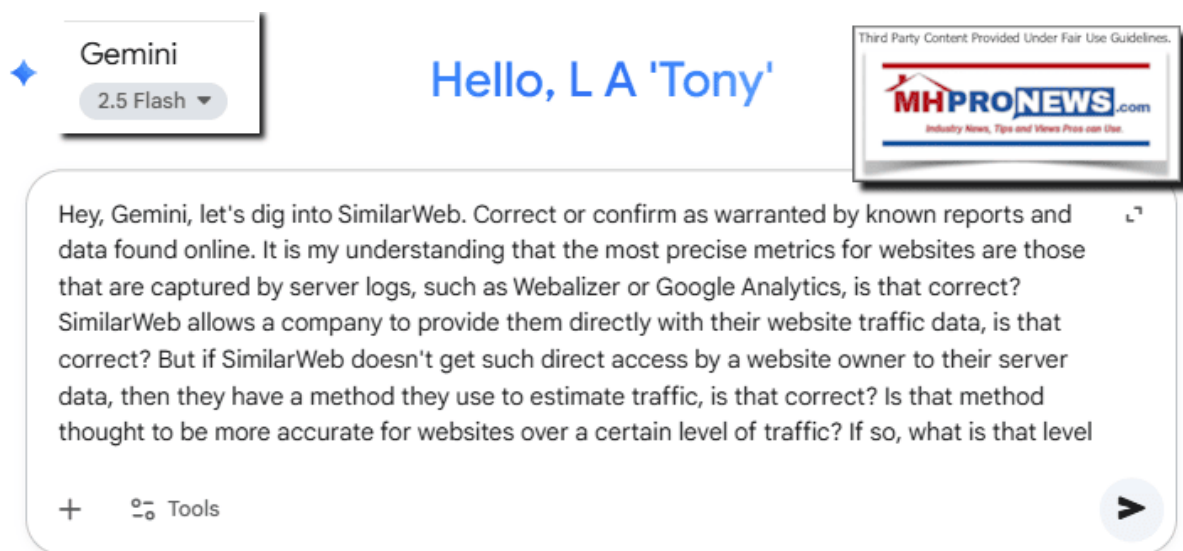 Gemini
2.5 Flash
Hello, L A 'Tony'
Third Party Content Provided Under Fair Use Guidelines.
MHPRONEWS.com
Industry News, Tips and Views Pros can Use.
Hey, Gemini, let's dig into SimilarWeb. Correct or confirm as warranted by known reports and
data found online. It is my understanding that the most precise metrics for websites are those
that are captured by server logs, such as Webalizer or Google Analytics, is that correct?
SimilarWeb allows a company to provide them directly with their website traffic data, is that
correct? But if SimilarWeb doesn't get such direct access by a website owner to their server
data, then they have a method they use to estimate traffic, is that correct? Is that method
thought to be more accurate for websites over a certain level of traffic? If so, what is that level
Tools